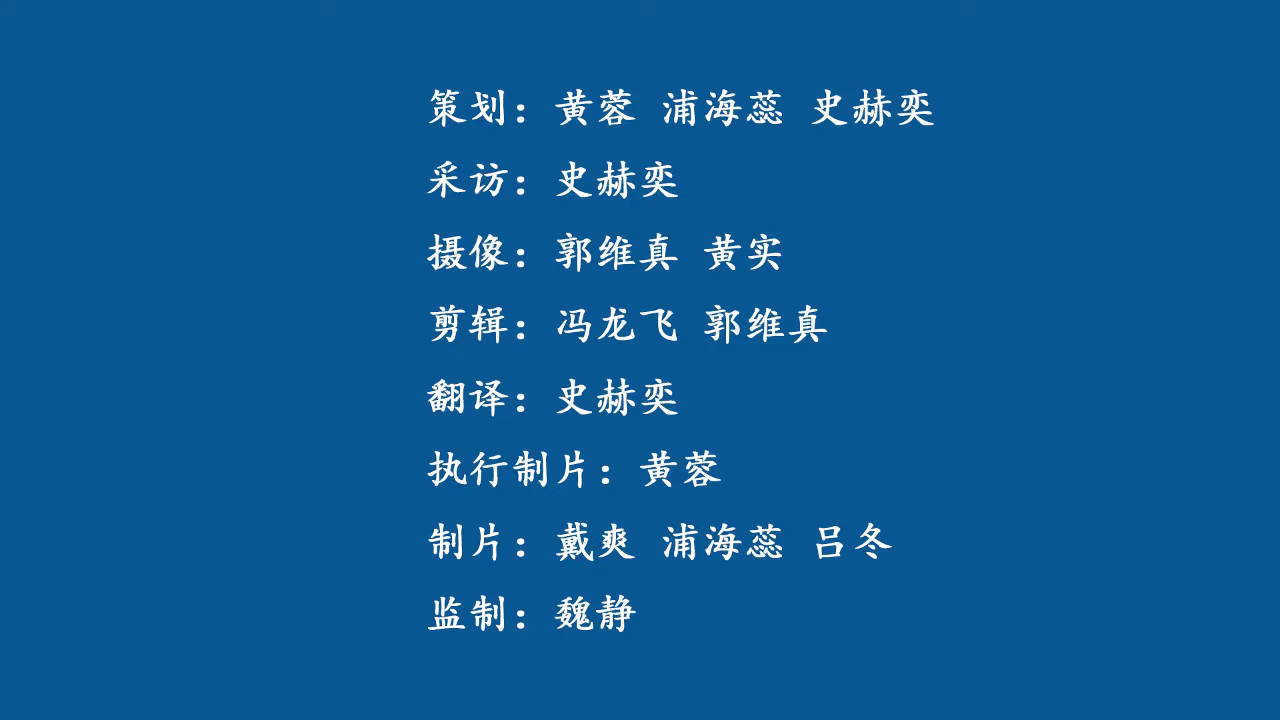 策划：黄蓉 浦海蕊 史赫奕
采访：史赫奕
摄像：郭维真 黄实
剪辑：冯龙飞 郭维真
翻译：史赫奕
执行制片：黄蓉
制片：戴爽 浦海蕊 吕冬
监制：魏静